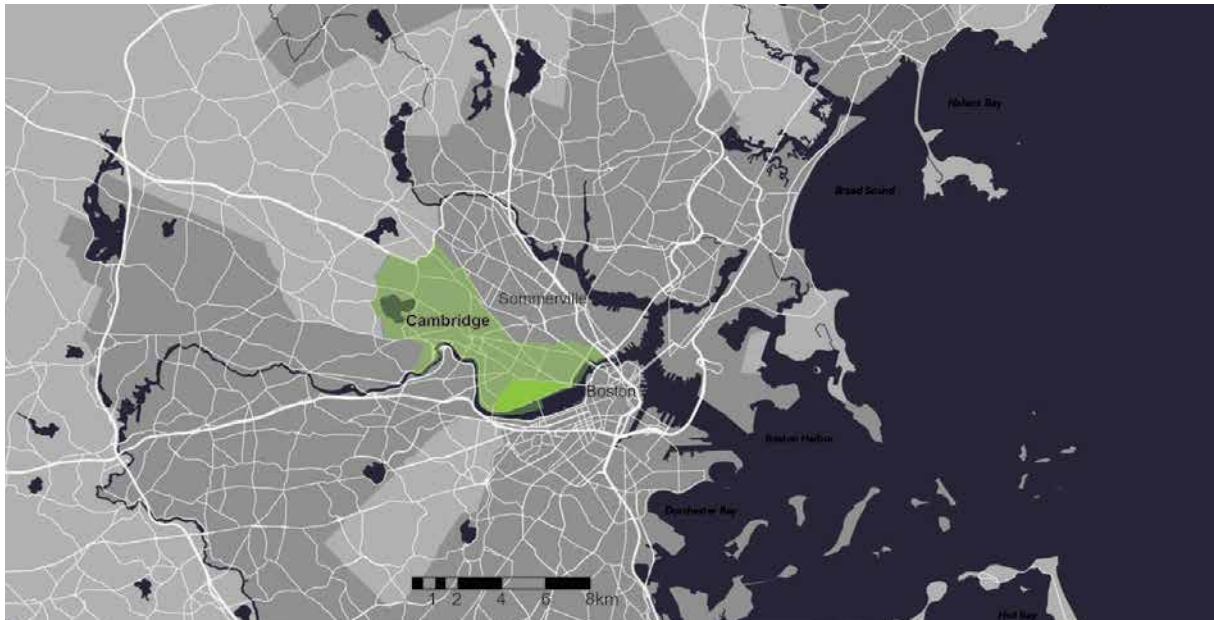 Nahant Bay
Broad Sound
Sommerville
Cambridge
Boston
Boston Harbor
Dorchester Bay
1 2 4 6 8km
Hull Bay